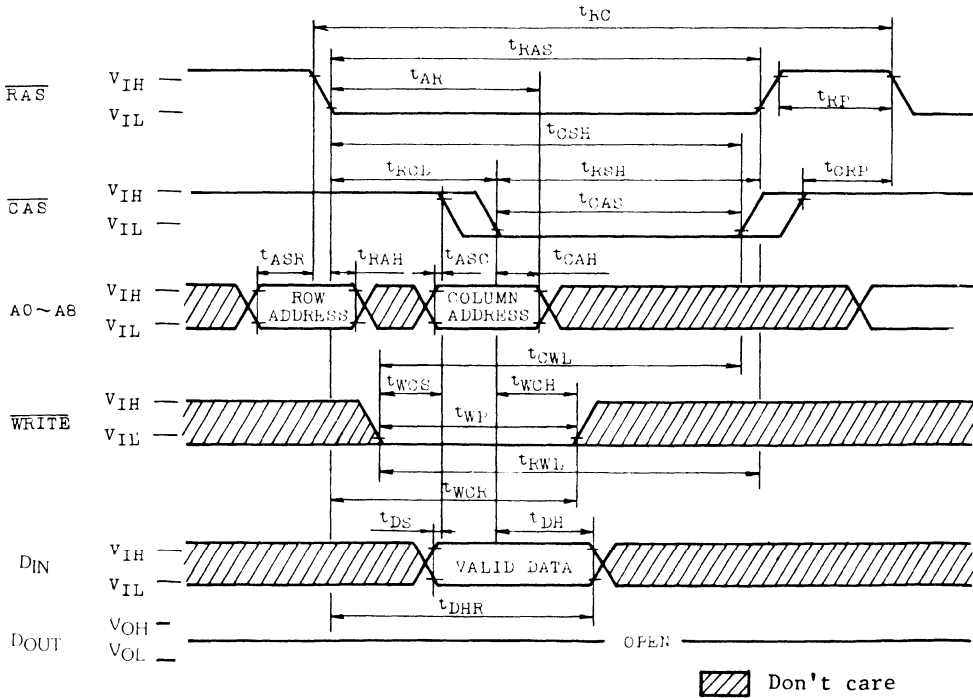 tRC
tRAS
tAR
RAS
VIH
VIL
tRP
tCSH
tRCD
tRSH
tCRP
CAS
VIH
VIL
tCAS
tASR
tRAH
tASC
tCAH
A0~A8
VIH
VIL
ROW
ADDRESS
COLUMN
ADDRESS
tCWL
tWCS
tWCH
WRITE
VIH
VIL
tWP
tRWL
tWCR
tDS
tDH
DIN
VIH
VIL
VALID DATA
tDHR
DOUT
VOH
VOL
OPEN
Don't care